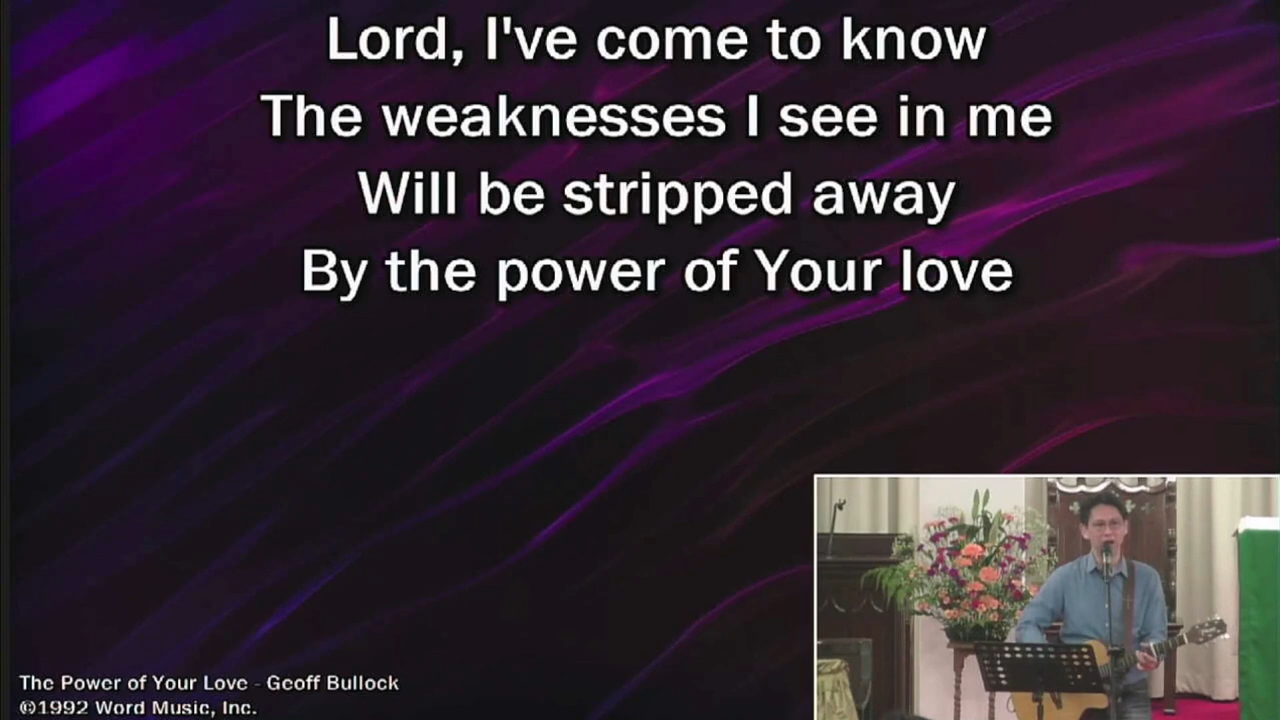 Lord, I've come to know
The weaknesses I see in me
Will be stripped away
By the power of Your love
The Power of Your Love - Geoff Bullock
©1992 Word Music, Inc.